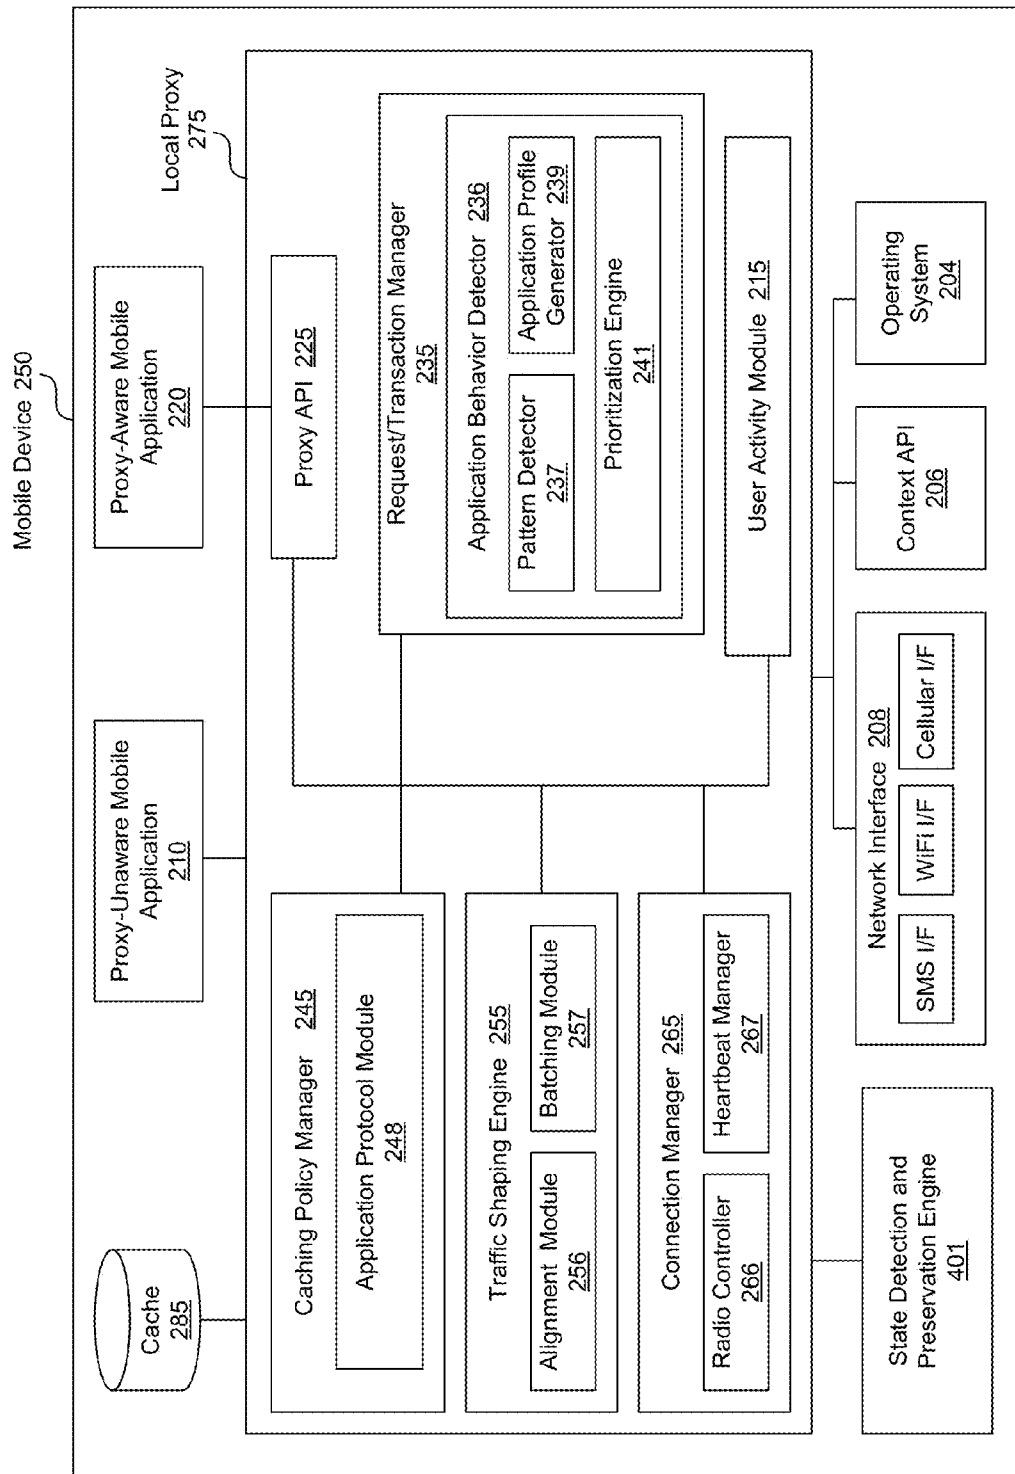 Mobile Device 250
Local Proxy
275
Cache
285
Proxy-Unaware Mobile
Application
210
Proxy-Aware Mobile
Application
220
Caching Policy Manager 245
Application Protocol Module
248
Proxy API 225
Traffic Shaping Engine 255
Alignment Module
256
Batching Module
257
Request/Transaction Manager
235
Application Behavior Detector 236
Pattern Detector
237
Application Profile
Generator 239
Prioritization Engine
241
Connection Manager 265
Radio Controller
266
Heartbeat Manager
267
User Activity Module 215
State Detection and
Preservation Engine
401
Network Interface 208
SMS I/F
WiFi I/F
Cellular I/F
Context API
206
Operating
System
204